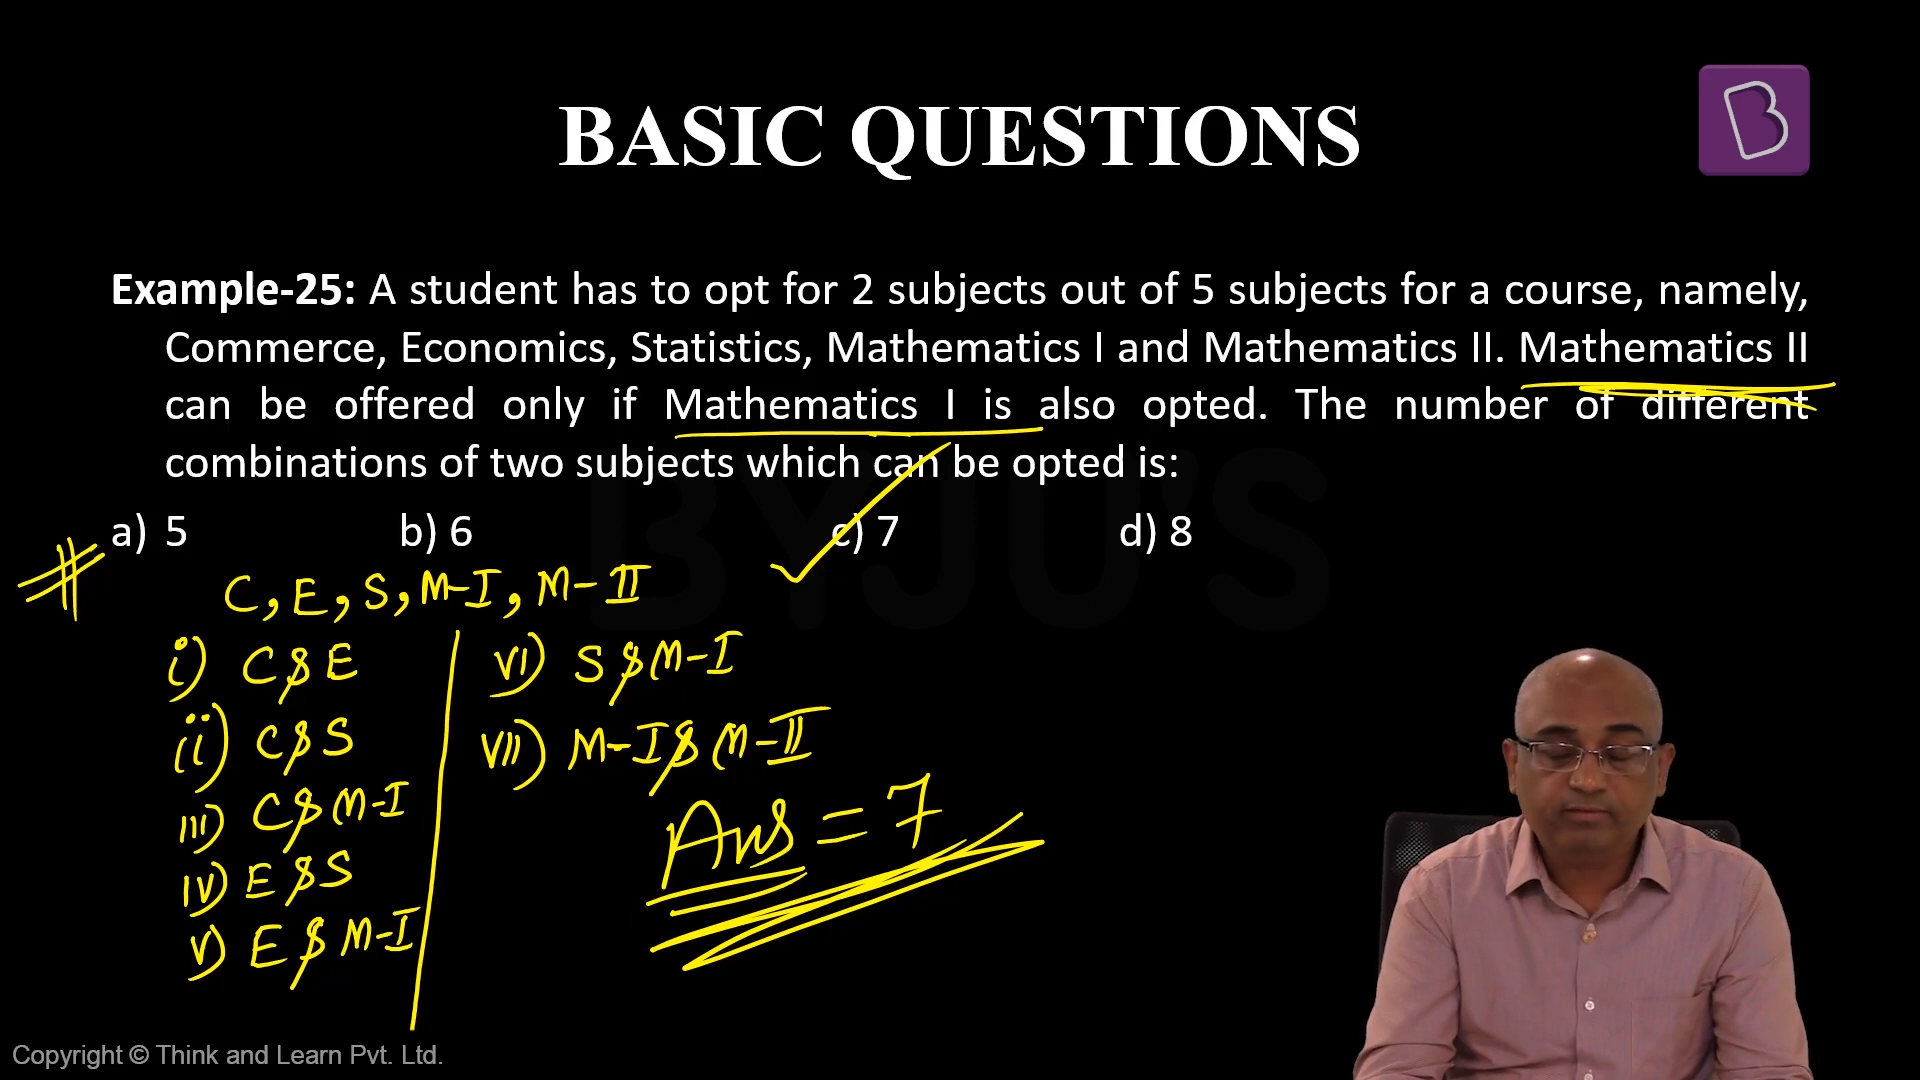 BASIC QUESTIONS
Example-25: A student has to opt for 2 subjects out of 5 subjects for a course, namely,
Commerce, Economics, Statistics, Mathematics I and Mathematics II. Mathematics II
can be offered only if Mathematics I is also opted. The number of different
combinations of two subjects which can be opted is:
a) 5 b) 6 c) 7 d) 8
C, E, S, M-I, M-II
i) C & E
ii) C & S
iii) C & M-I
iv) E & S
v) E & M-I
vi) S & M-I
vii) M-I & M-II
Ans = 7
BYJU'S
Copyright © Think and Learn Pvt. Ltd.